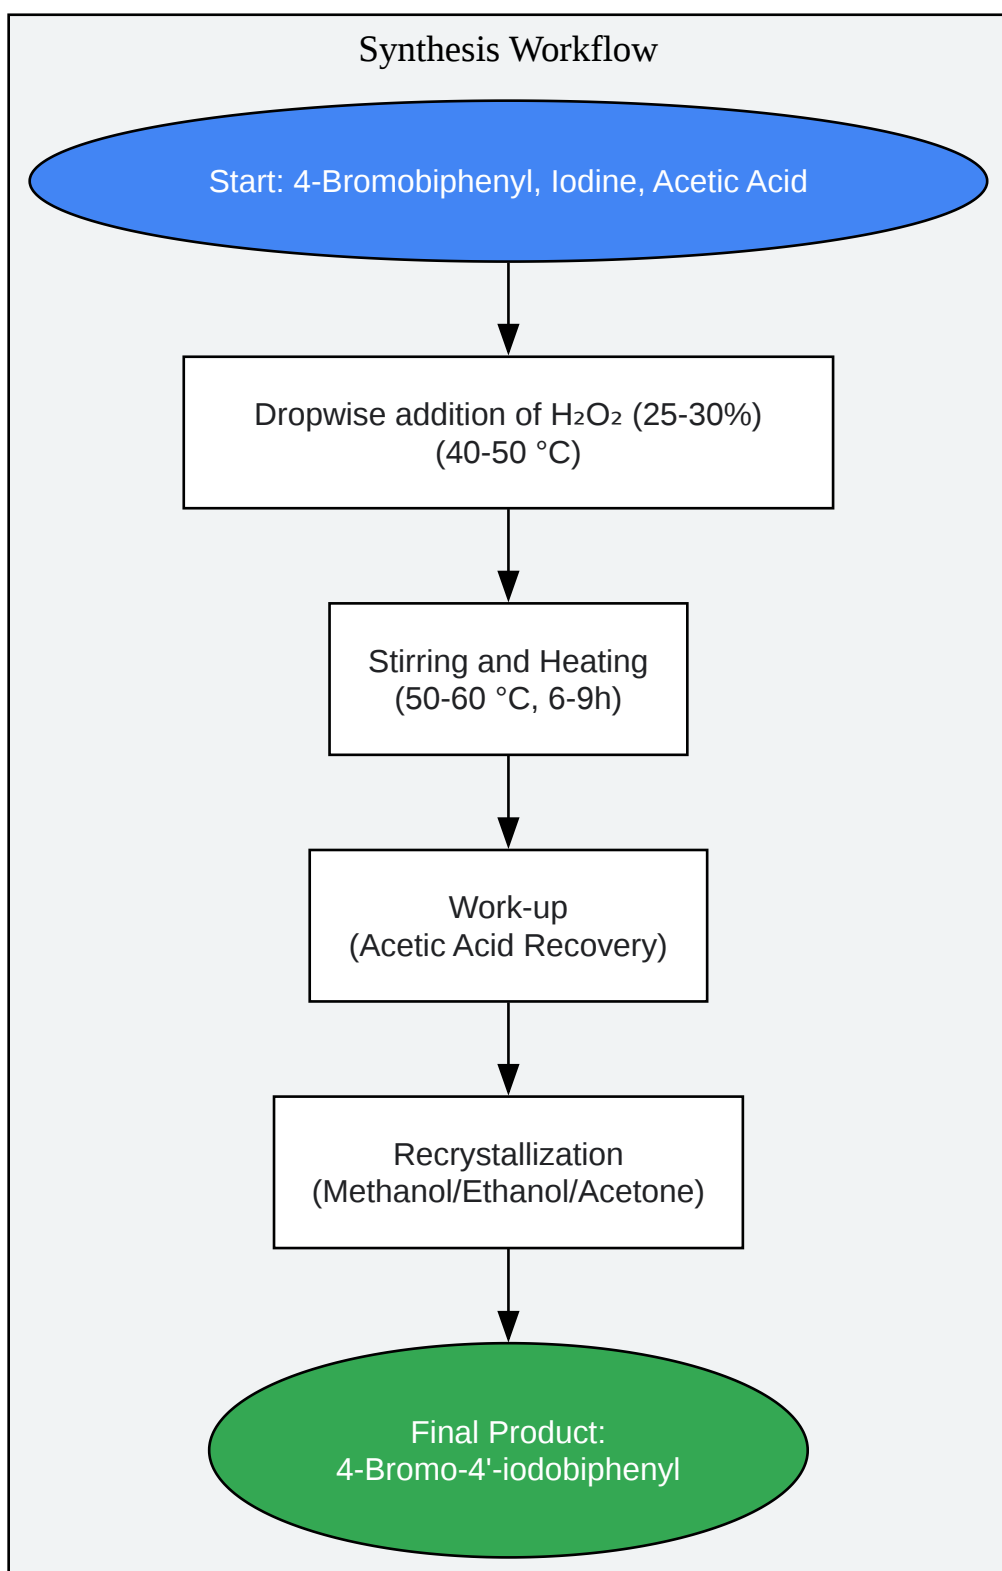 Synthesis Workflow
Start: 4-Bromobiphenyl, Iodine, Acetic Acid
Dropwise addition of H₂O₂ (25-30%)
(40-50 °C)
Stirring and Heating
(50-60 °C, 6-9h)
Work-up
(Acetic Acid Recovery)
Recrystallization
(Methanol/Ethanol/Acetone)
Final Product:
4-Bromo-4'-iodobiphenyl